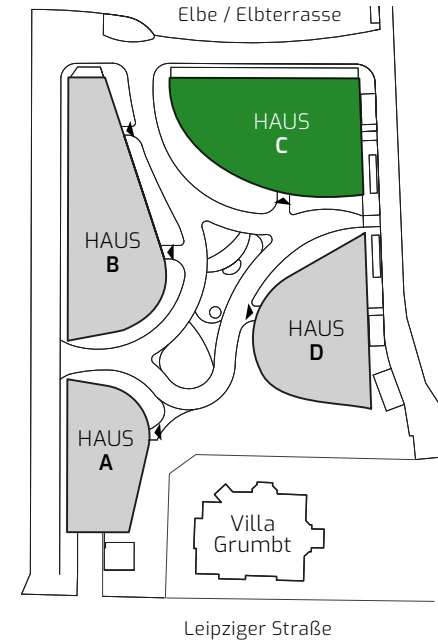 Elbe / Elbterrasse
HAUS
C
HAUS
B
HAUS
D
HAUS
A
Villa
Grumbt
Leipziger Straße